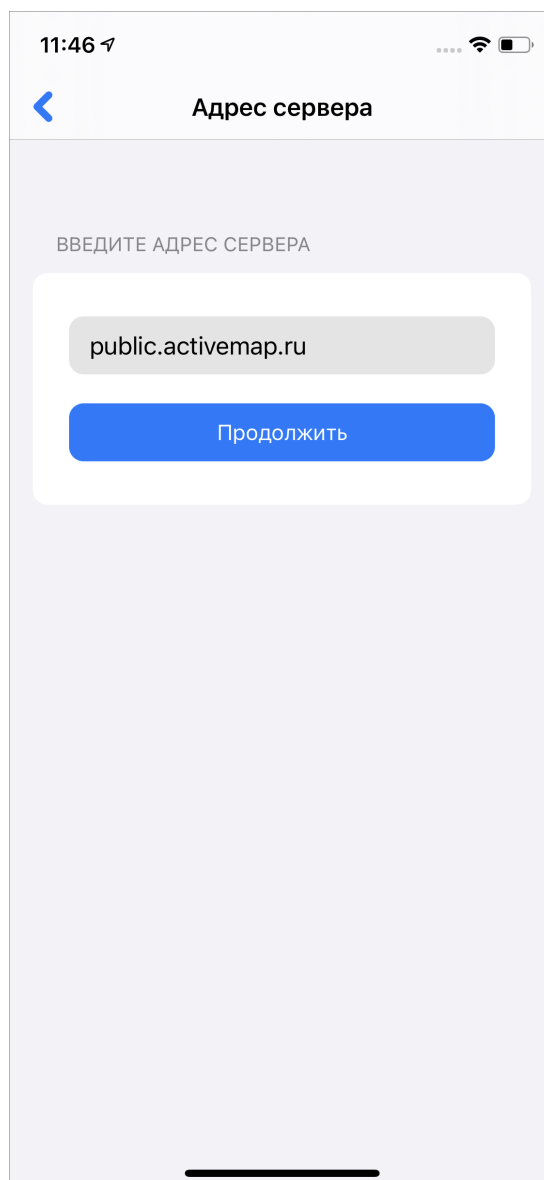 11:46
Адрес сервера
ВВЕДИТЕ АДРЕС СЕРВЕРА
public.activemap.ru
Продолжить